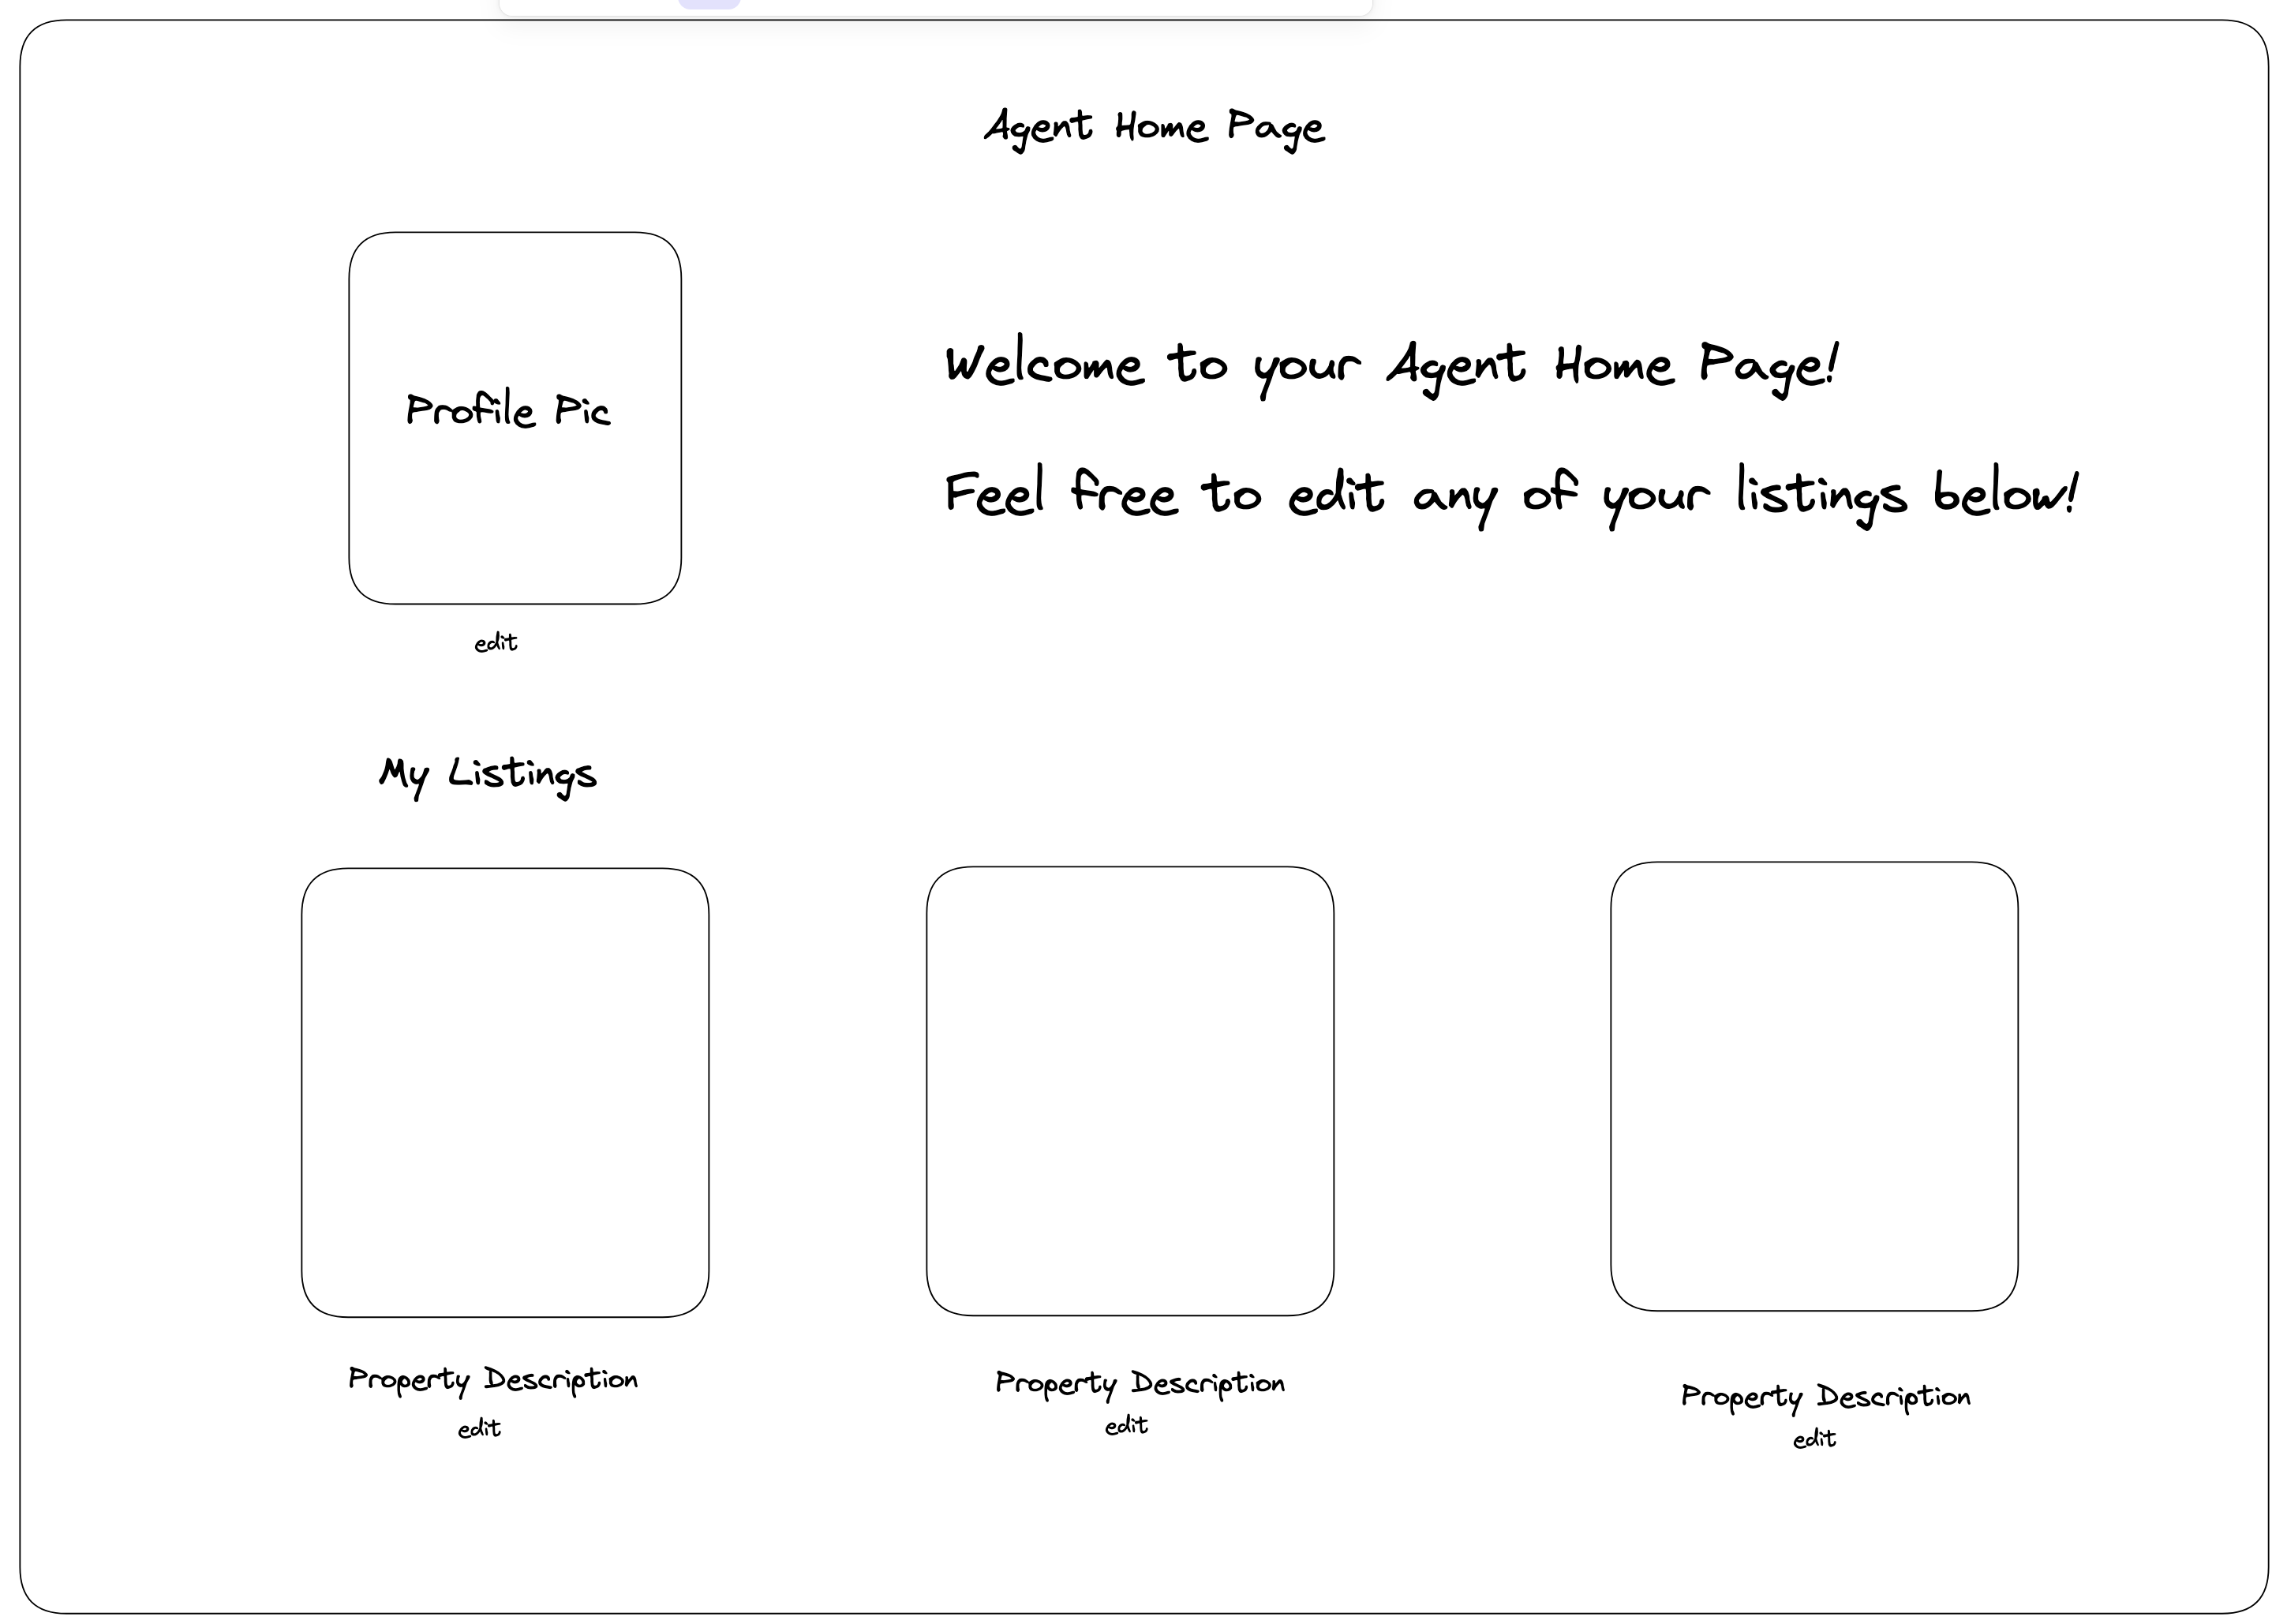 Agent Home Page
Profile Pic
Welcome to your Agent Home Page!
Feel free to edit any of your listings below!
edit
My Listings
Property Description
edit
Property Description
edit
Property Description
edit